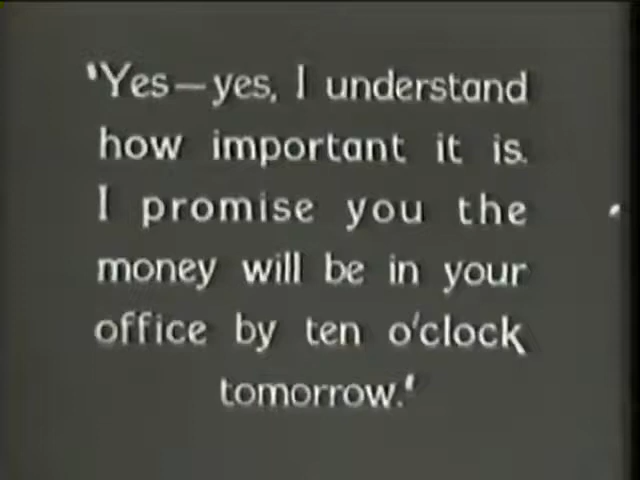 'Yes—yes, I understand
how important it is.
I promise you the
money will be in your
office by ten o'clock
tomorrow.'